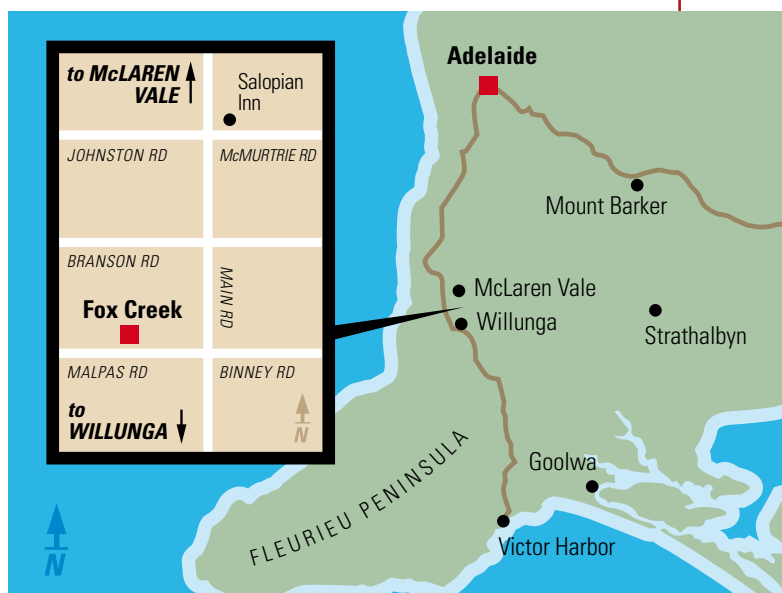 to McLAREN
VALE
Salopian
Inn
JOHNSTON RD
McMURTRIE RD
BRANSON RD
MAIN RD
Fox Creek
MALPAS RD
BINNEY RD
to
WILLUNGA
N
Adelaide
Mount Barker
McLaren Vale
Willunga
Strathalbyn
FLEURIEU PENINSULA
Goolwa
Victor Harbor
N